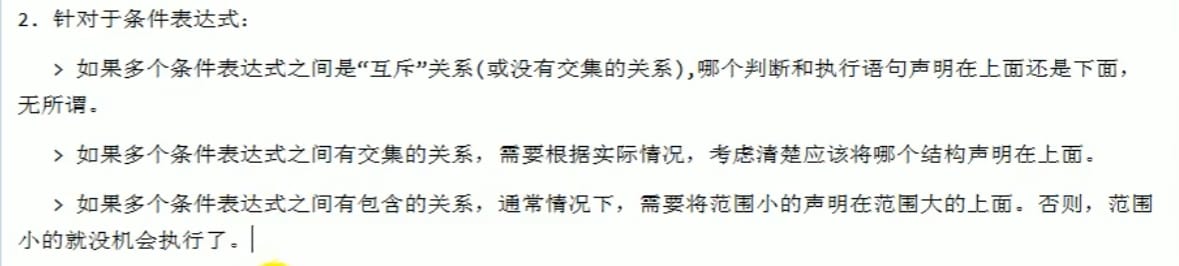 2. 针对于条件表达式:
> 如果多个条件表达式之间是“互斥”关系(或没有交集的关系),哪个判断和执行语句声明在上面还是下面,
无所谓。
> 如果多个条件表达式之间有交集的关系，需要根据实际情况，考虑清楚应该将哪个结构声明在上面。
> 如果多个条件表达式之间有包含的关系，通常情况下，需要将范围小的声明在范围大的上面。否则，范围
小的就没机会执行了。